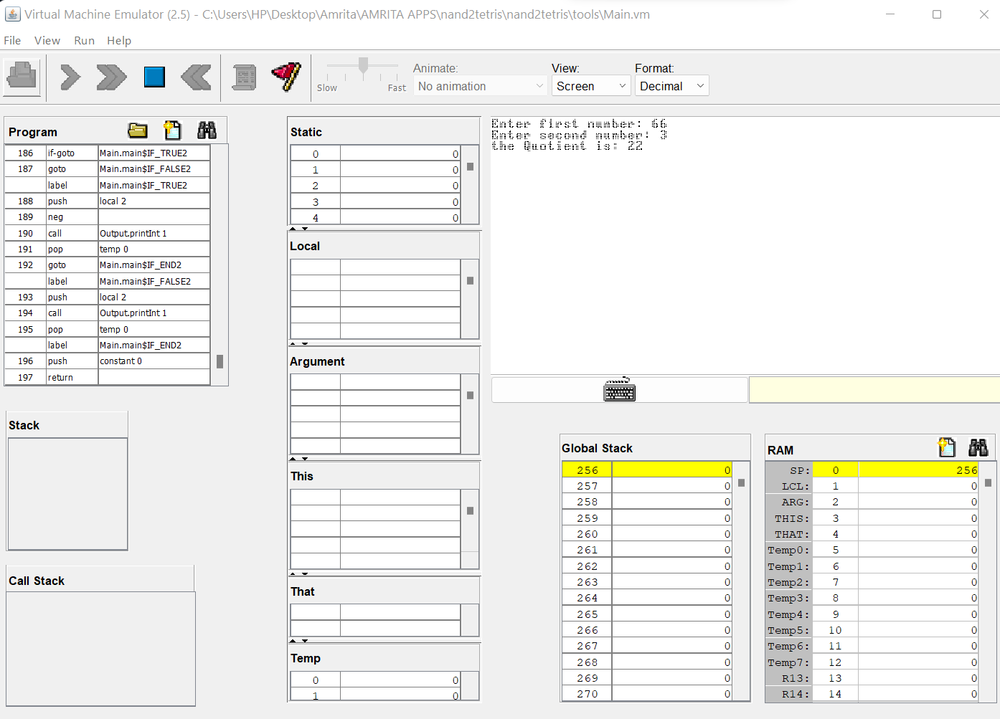 Virtual Machine Emulator (2.5) - C:\Users\HP\Desktop\Amrita\AMRITA APPS\nand2tetris\nand2tetris\tools\Main.vm
File View Run Help
Slow Fast
Animate:
No animation
View:
Screen
Format:
Decimal
Program
186 if-goto Main.main$IF_TRUE2
187 goto Main.main$IF_FALSE2
label Main.main$IF_TRUE2
188 push local 2
189 neg
190 call Output.printInt 1
191 pop temp 0
192 goto Main.main$IF_END2
label Main.main$IF_FALSE2
193 push local 2
194 call Output.printInt 1
195 pop temp 0
label Main.main$IF_END2
196 push constant 0
197 return
Stack
Call Stack
Static
0 0
1 0
2 0
3 0
4 0
Local
Argument
This
That
Temp
0 0
1 0
Enter first number: 66
Enter second number: 3
the Quotient is: 22
Global Stack
256 0
257 0
258 0
259 0
260 0
261 0
262 0
263 0
264 0
265 0
266 0
267 0
268 0
269 0
270 0
RAM
SP: 0 256
LCL: 1 0
ARG: 2 0
THIS: 3 0
THAT: 4 0
Temp0: 5 0
Temp1: 6 0
Temp2: 7 0
Temp3: 8 0
Temp4: 9 0
Temp5: 10 0
Temp6: 11 0
Temp7: 12 0
R13: 13 0
R14: 14 0